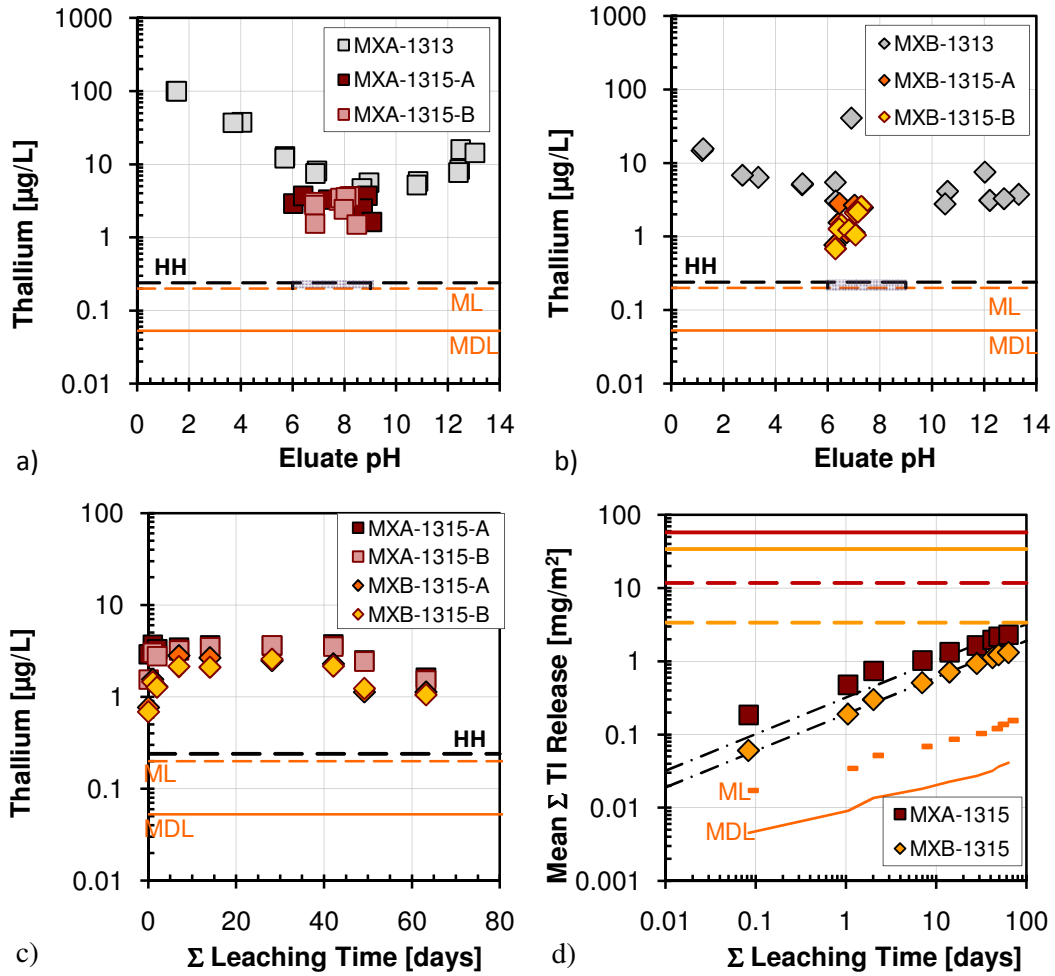 1000
100
10
1
0.1
0.01
Thallium [µg/L]
MXA-1313
MXA-1315-A
MXA-1315-B
HH
ML
MDL
0 2 4 6 8 10 12 14
Eluate pH
a)
1000
100
10
1
0.1
0.01
Thallium [µg/L]
MXB-1313
MXB-1315-A
MXB-1315-B
HH
ML
MDL
0 2 4 6 8 10 12 14
Eluate pH
b)
100
10
1
0.1
0.01
Thallium [µg/L]
MXA-1315-A
MXA-1315-B
MXB-1315-A
MXB-1315-B
HH
ML
MDL
0 20 40 60 80
Σ Leaching Time [days]
c)
100
10
1
0.1
0.01
0.001
Mean Σ Tl Release [mg/m²]
ML
MDL
MXA-1315
MXB-1315
0.01 0.1 1 10 100
Σ Leaching Time [days]
d)